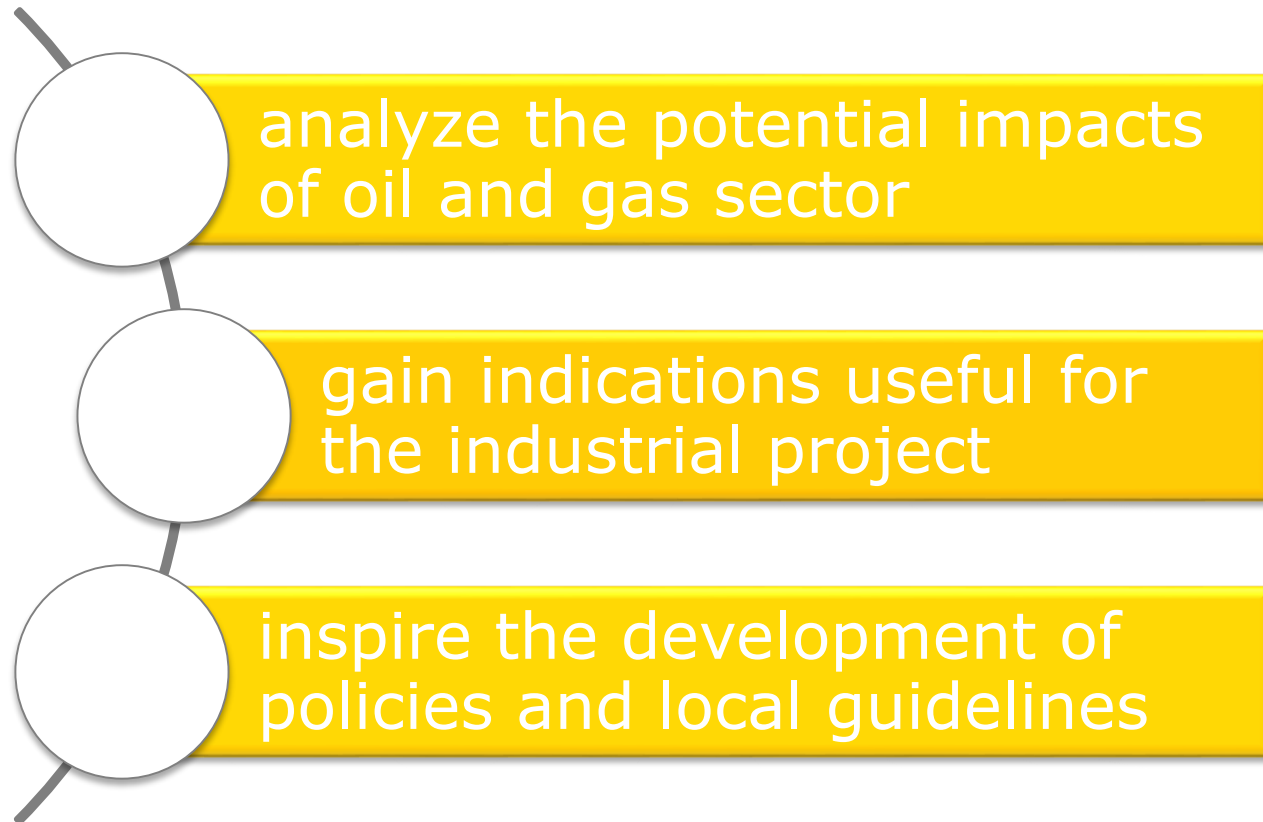 analyze the potential impacts
of oil and gas sector
gain indications useful for
the industrial project
inspire the development of
policies and local guidelines